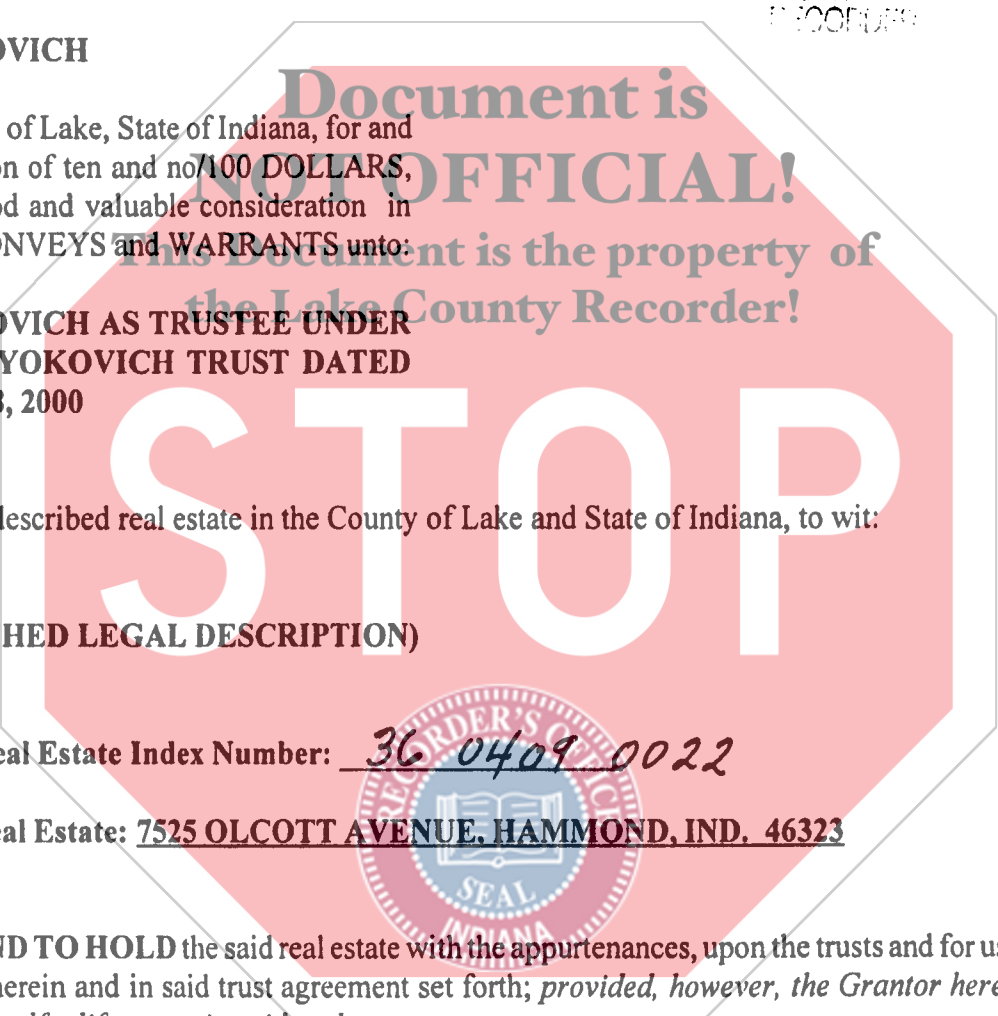 OVICH
Document is
of Lake, State of Indiana, for and
on of ten and no/100 DOLLARS,
NOT OFFICIAL!
od and valuable consideration in
ONVEYS and WARRANTS unto:
This Document is the property of
the Lake County Recorder!
OVICH AS TRUSTEE UNDER
YOKOVICH TRUST DATED
8, 2000
STOP
described real estate in the County of Lake and State of Indiana, to wit:
HED LEGAL DESCRIPTION)
eal Estate Index Number: 36 0409 0022
RECORDER'S OFFICE
eal Estate: 7525 OLCOTT AVENUE, HAMMOND, IND. 46323
SEAL
INDIANA
ND TO HOLD the said real estate with the appurtenances, upon the trusts and for us
herein and in said trust agreement set forth; provided, however, the Grantor here